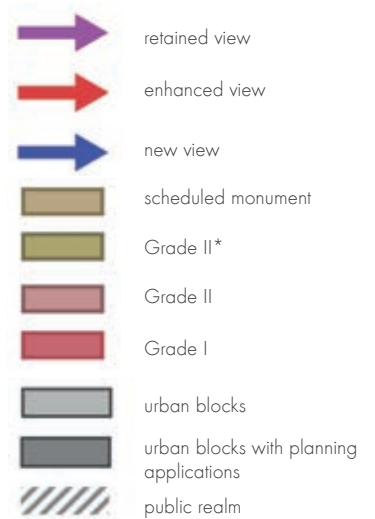 retained view
enhanced view
new view
scheduled monument
Grade II*
Grade II
Grade I
urban blocks
urban blocks with planning
applications
public realm